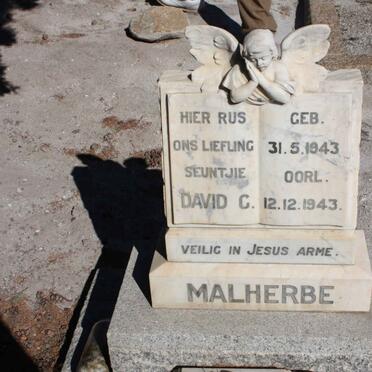 HIER RUS
ONS LIEFLING
SEUNTJIE
DAVID G.
GEB.
31.5.1943
OORL.
12.12.1943.
VEILIG IN JESUS ARME.
MALHERBE